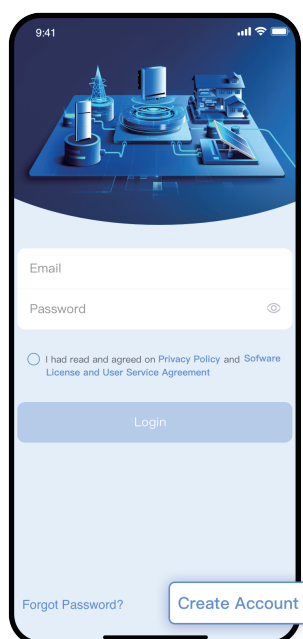 9:41
Email
Password
I had read and agreed on Privacy Policy and Sofware
License and User Service Agreement
Login
Forgot Password?
Create Account